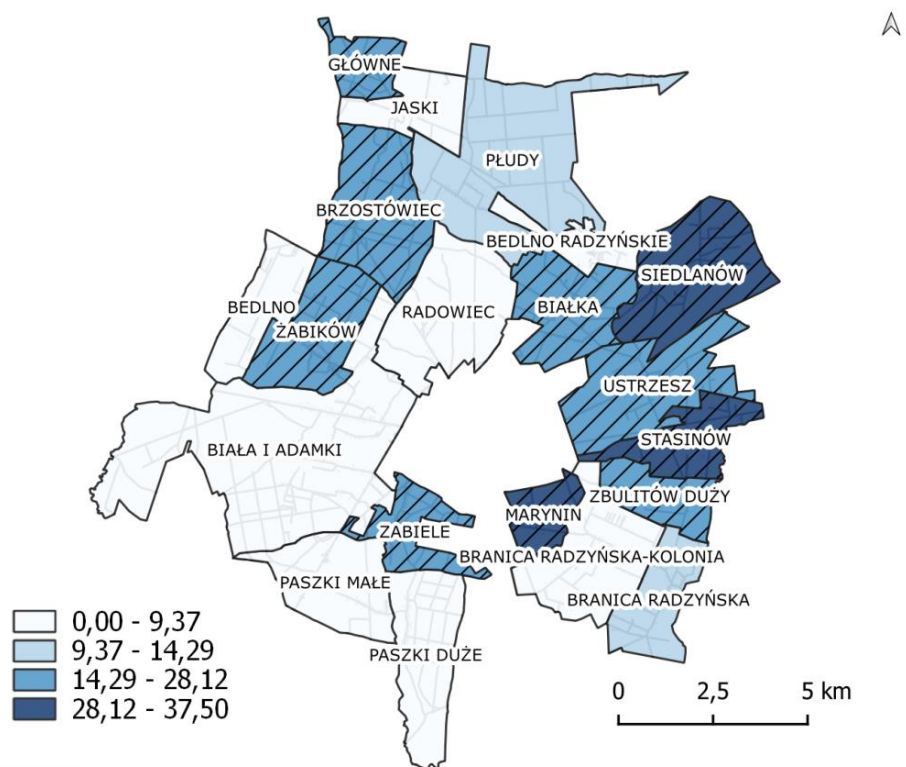 GŁÓWNE
JASKI
PŁUDY
BRZOSTÓWIEC
BEDLNO RADZYŃSKIE
SIEDLANÓW
BEDLNO
RADOWIEC
BIAŁKA
ŻABIKÓW
USTRZESZ
STASINÓW
BIAŁA I ADAMKI
ZBULITÓW DUŻY
MARYNIN
ZABIELE
BRANICA RADZYŃSKA-KOLONIA
PASZKI MAŁE
BRANICA RADZYŃSKA
PASZKI DUŻE
0,00 - 9,37
9,37 - 14,29
14,29 - 28,12
28,12 - 37,50
0 2,5 5 km